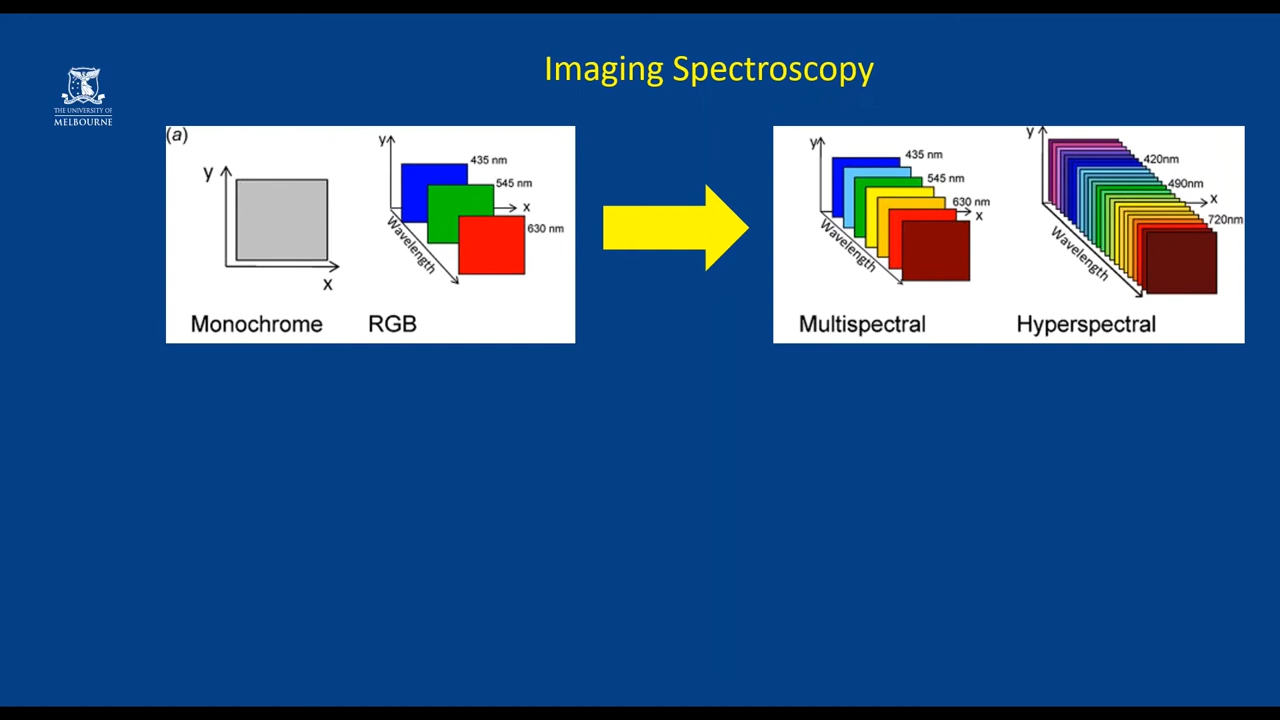 Imaging Spectroscopy
THE UNIVERSITY OF
MELBOURNE
(a)
y
x
Monochrome
y
435 nm
545 nm
x
630 nm
Wavelength
RGB
y
435 nm
545 nm
630 nm
x
Wavelength
Multispectral
y
420nm
490nm
x
720nm
Wavelength
Hyperspectral